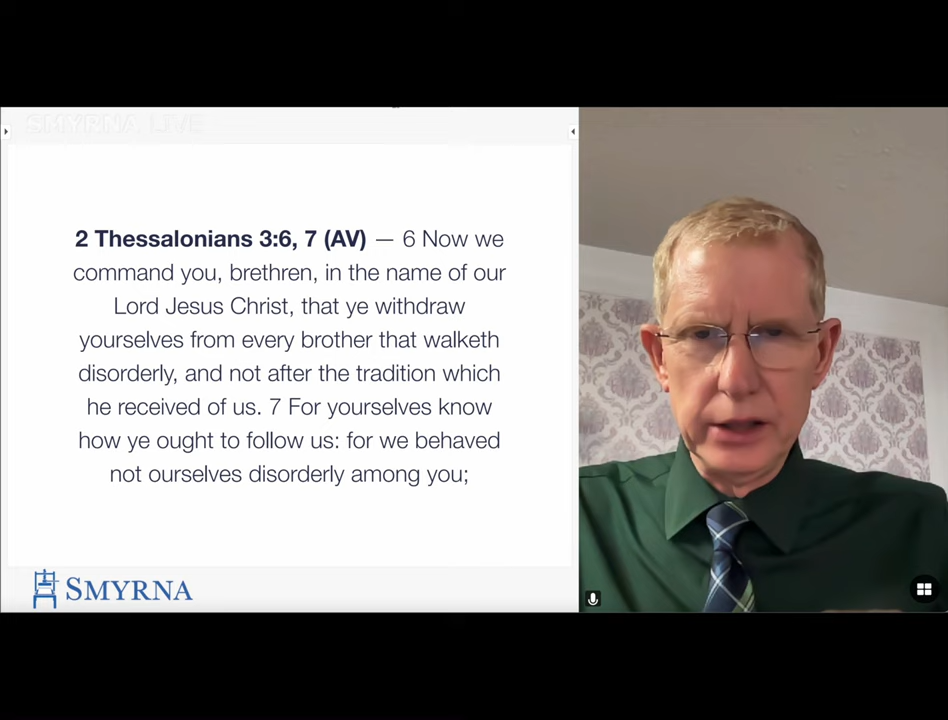 SMYRNA LIVE
2 Thessalonians 3:6, 7 (AV) — 6 Now we
command you, brethren, in the name of our
Lord Jesus Christ, that ye withdraw
yourselves from every brother that walketh
disorderly, and not after the tradition which
he received of us. 7 For yourselves know
how ye ought to follow us: for we behaved
not ourselves disorderly among you;
SMYRNA